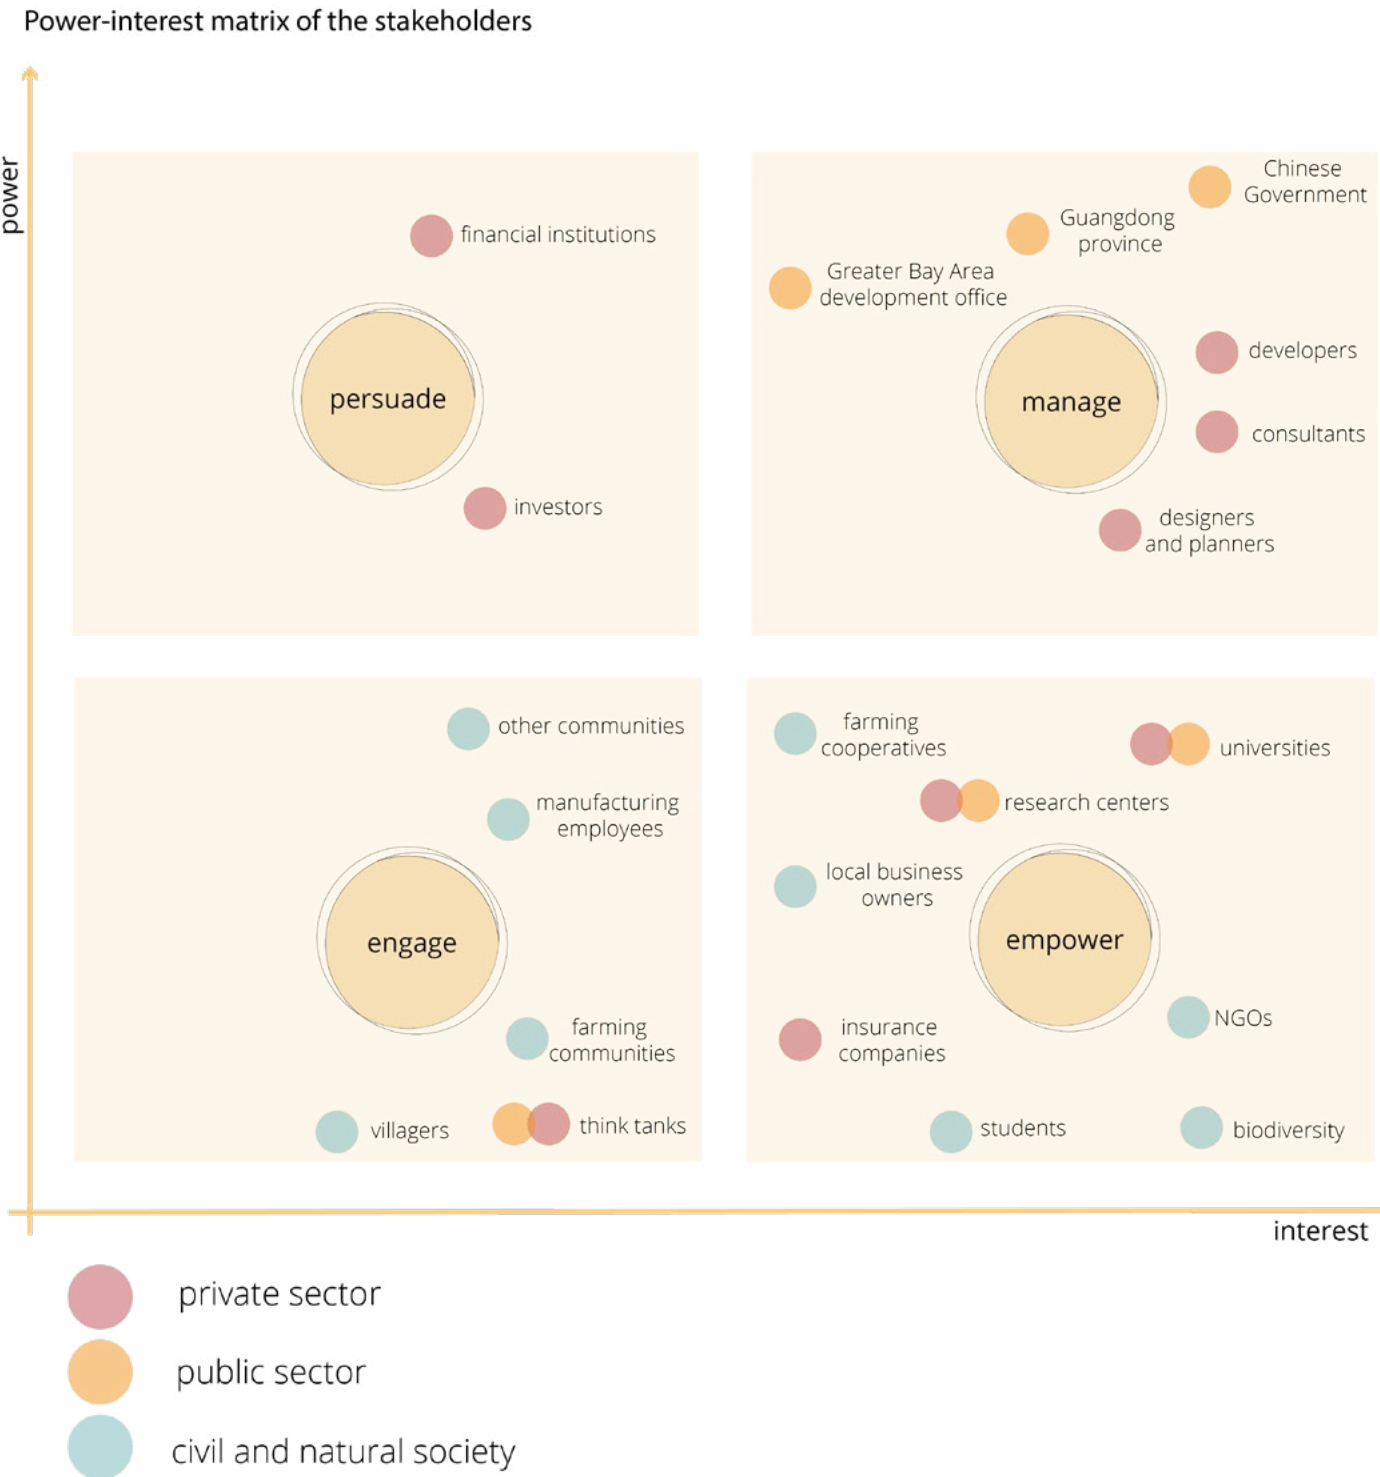 Power-interest matrix of the stakeholders
power
financial institutions
persuade
investors
Chinese
Government
Guangdong
province
Greater Bay Area
development office
developers
manage
consultants
designers
and planners
other communities
manufacturing
employees
engage
farming
communities
villagers
think tanks
farming
cooperatives
universities
research centers
local business
owners
empower
NGOs
insurance
companies
students
biodiversity
interest
private sector
public sector
civil and natural society